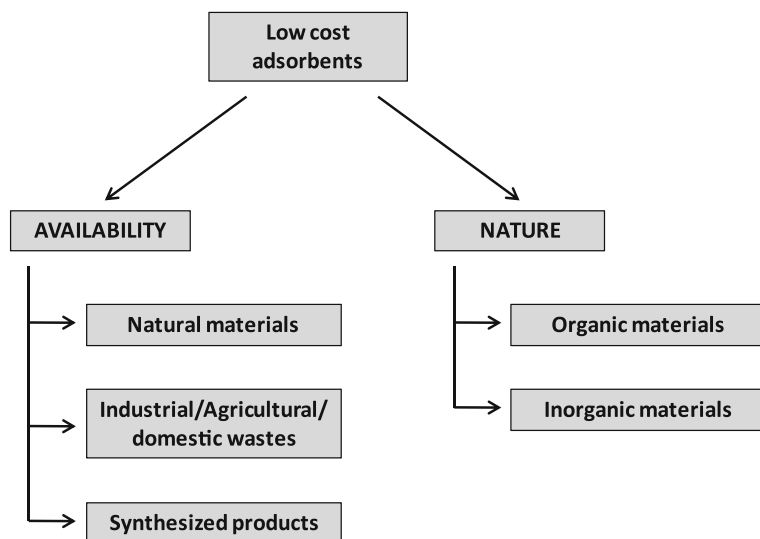 Low cost
adsorbents
AVAILABILITY
NATURE
Natural materials
Industrial/Agricultural/
domestic wastes
Synthesized products
Organic materials
Inorganic materials